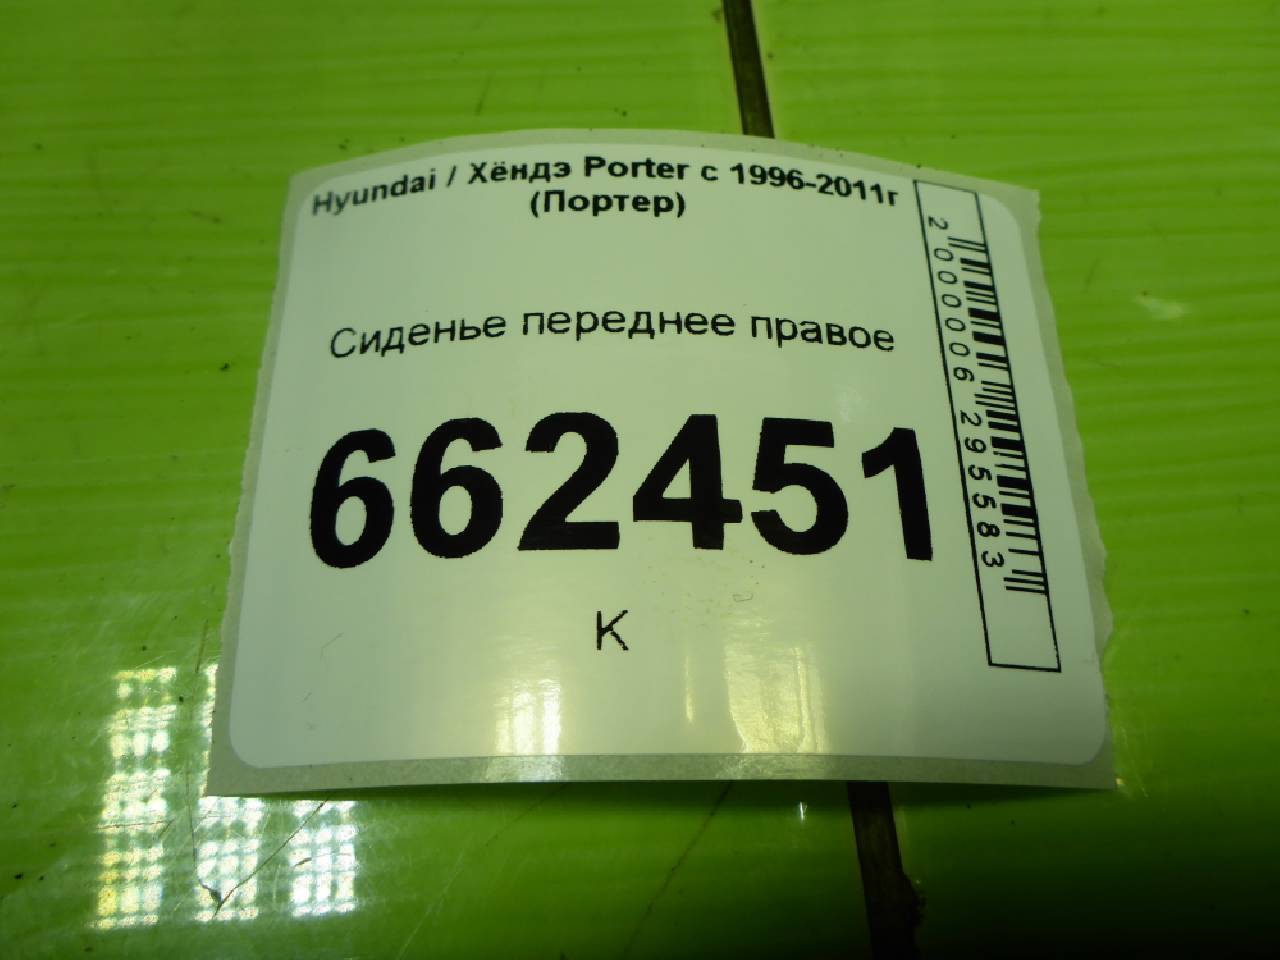 Hyundai / Хёндэ Porter с 1996-2011г
(Портер)
Сиденье переднее правое
662451
К
2000006295583